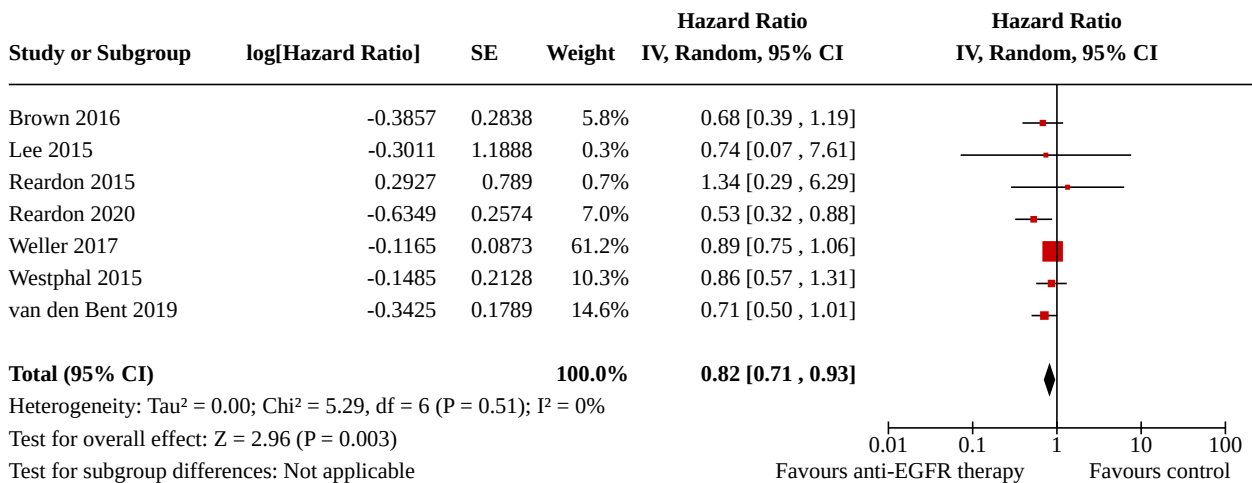 Hazard Ratio Hazard Ratio
Study or Subgroup log[Hazard Ratio] SE Weight IV, Random, 95% CI IV, Random, 95% CI
Brown 2016 -0.3857 0.2838 5.8% 0.68 [0.39 , 1.19]
Lee 2015 -0.3011 1.1888 0.3% 0.74 [0.07 , 7.61]
Reardon 2015 0.2927 0.789 0.7% 1.34 [0.29 , 6.29]
Reardon 2020 -0.6349 0.2574 7.0% 0.53 [0.32 , 0.88]
Weller 2017 -0.1165 0.0873 61.2% 0.89 [0.75 , 1.06]
Westphal 2015 -0.1485 0.2128 10.3% 0.86 [0.57 , 1.31]
van den Bent 2019 -0.3425 0.1789 14.6% 0.71 [0.50 , 1.01]
Total (95% CI) 100.0% 0.82 [0.71 , 0.93]
Heterogeneity: Tau² = 0.00; Chi² = 5.29, df = 6 (P = 0.51); I² = 0%
Test for overall effect: Z = 2.96 (P = 0.003)
Test for subgroup differences: Not applicable
0.01 0.1 1 10 100
Favours anti-EGFR therapy Favours control